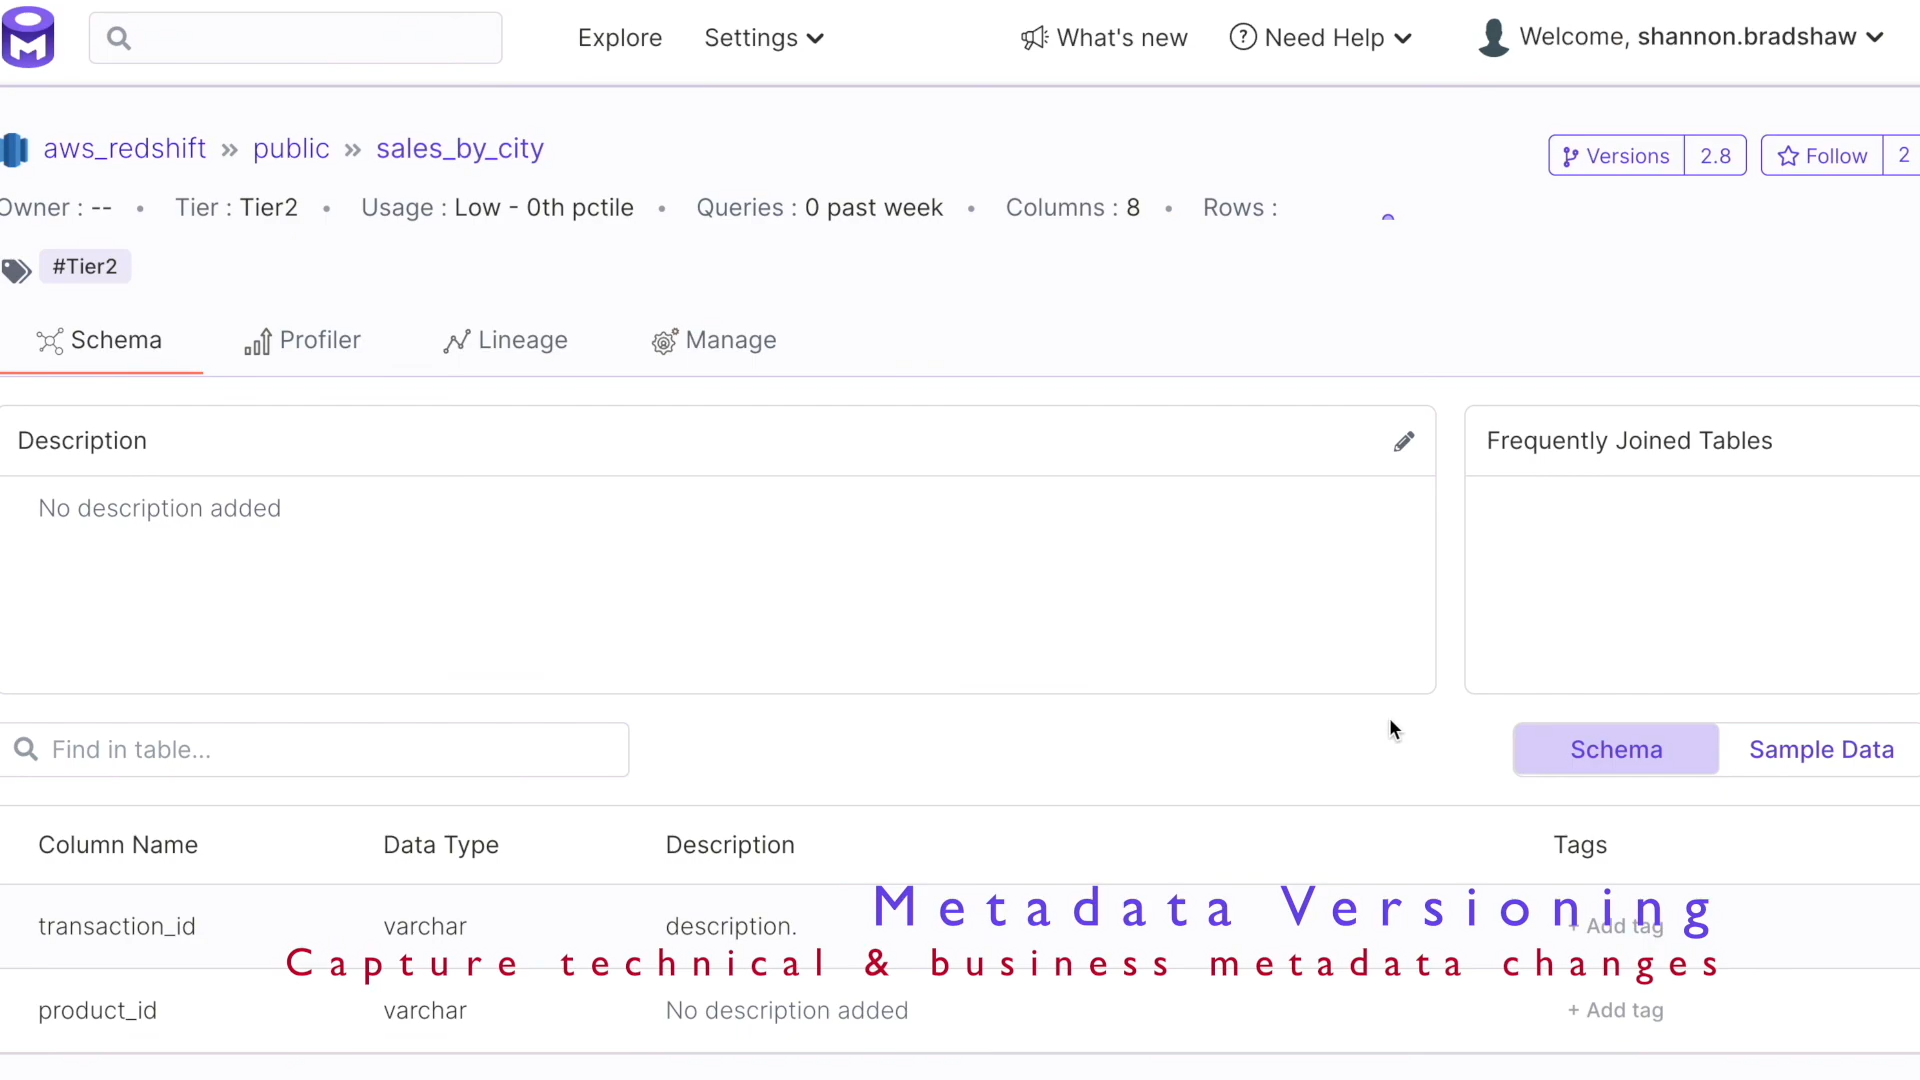 Explore Settings What's new Need Help Welcome, shannon.bradshaw
aws_redshift » public » sales_by_city Versions 2.8 Follow 2
Owner : -- • Tier : Tier2 • Usage : Low - 0th pctile • Queries : 0 past week • Columns : 8 • Rows :
#Tier2
Schema Profiler Lineage Manage
Description Frequently Joined Tables
No description added
Find in table... Schema Sample Data
Column Name Data Type Description Tags
transaction_id varchar description. + Add tag
Metadata Versioning
Capture technical & business metadata changes
product_id varchar No description added + Add tag